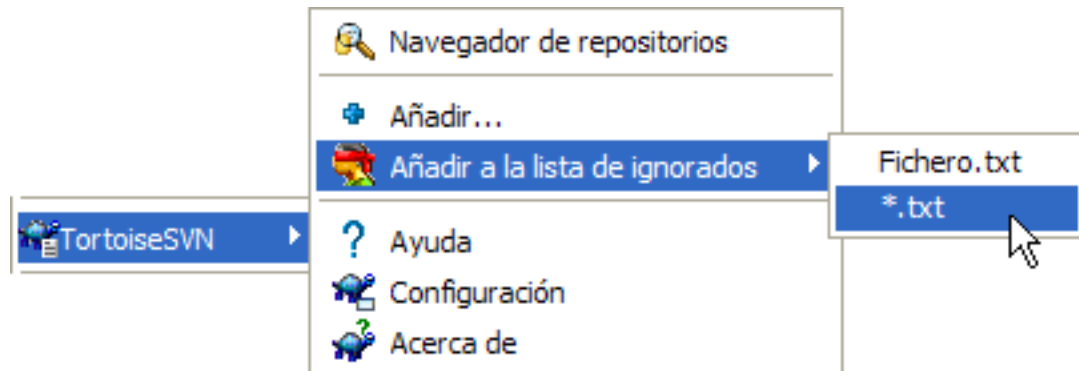 Navegador de repositorios
Añadir...
Añadir a la lista de ignorados
Fichero.txt
*.txt
TortoiseSVN
Ayuda
Configuración
Acerca de